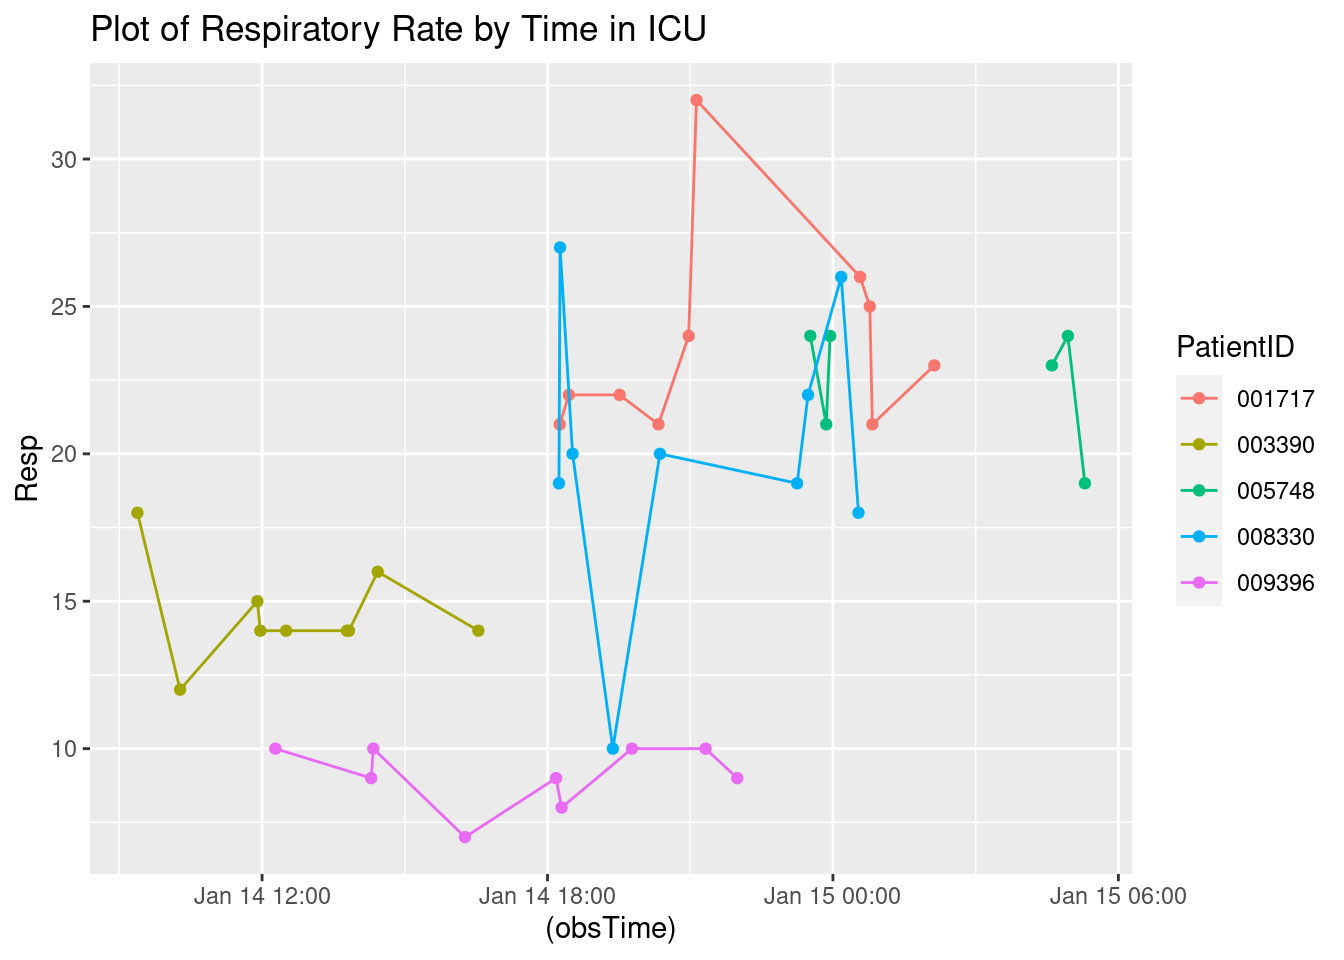 Plot of Respiratory Rate by Time in ICU
Resp
30
25
20
15
10
Jan 14 12:00
Jan 14 18:00
Jan 15 00:00
Jan 15 06:00
(obsTime)
PatientID
001717
003390
005748
008330
009396